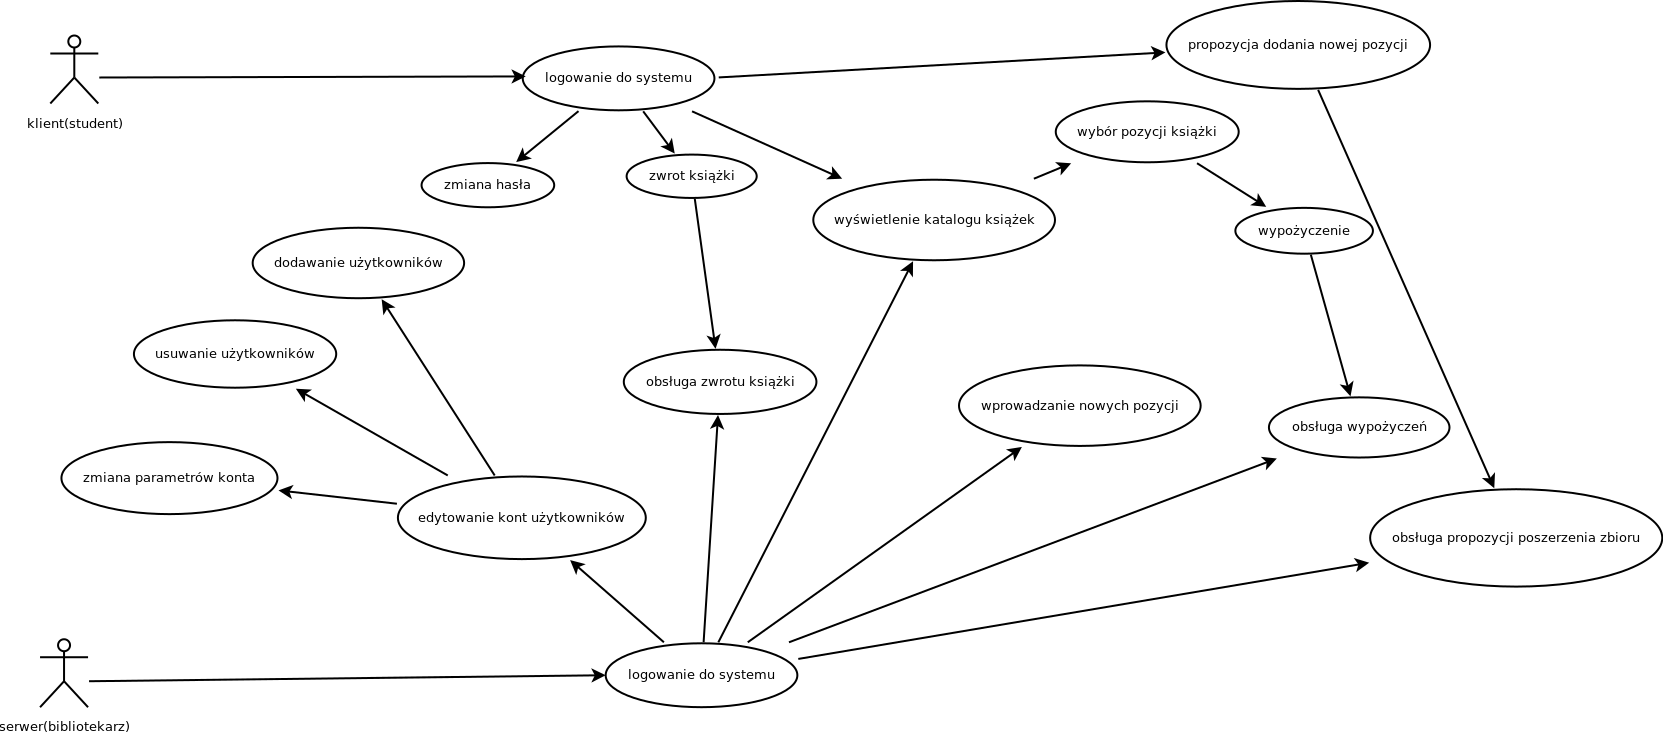 propozycja dodania nowej pozycji
logowanie do systemu
klient(student)
wybór pozycji książki
zmiana hasła
zwrot książki
wyświetlenie katalogu książek
wypożyczenie
dodawanie użytkowników
usuwanie użytkowników
obsługa zwrotu książki
wprowadzanie nowych pozycji
obsługa wypożyczeń
zmiana parametrów konta
edytowanie kont użytkowników
obsługa propozycji poszerzenia zbioru
logowanie do systemu
serwer(bibliotekarz)